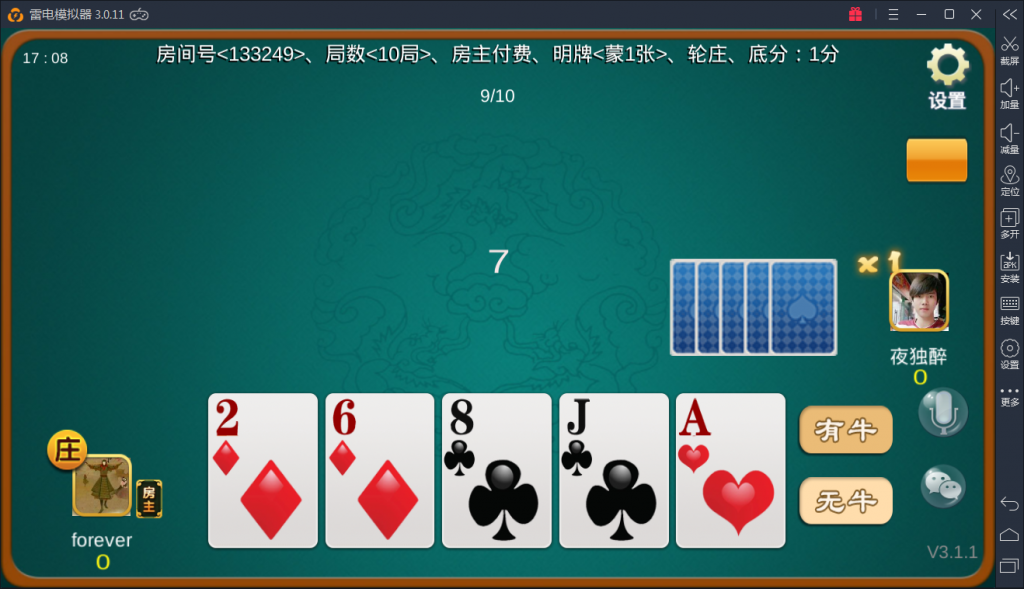 雷电模拟器 3.0.11
17:08
房间号<133249>、局数<10局>、房主付费、明牌<蒙1张>、轮庄、底分：1分
9/10
设置
7
×1
夜独醉
0
2
6
8
J
A
有牛
无牛
庄
房主
forever
0
V3.1.1
截屏
加量
减量
定位
多开
APK
安装
按键
设置
更多